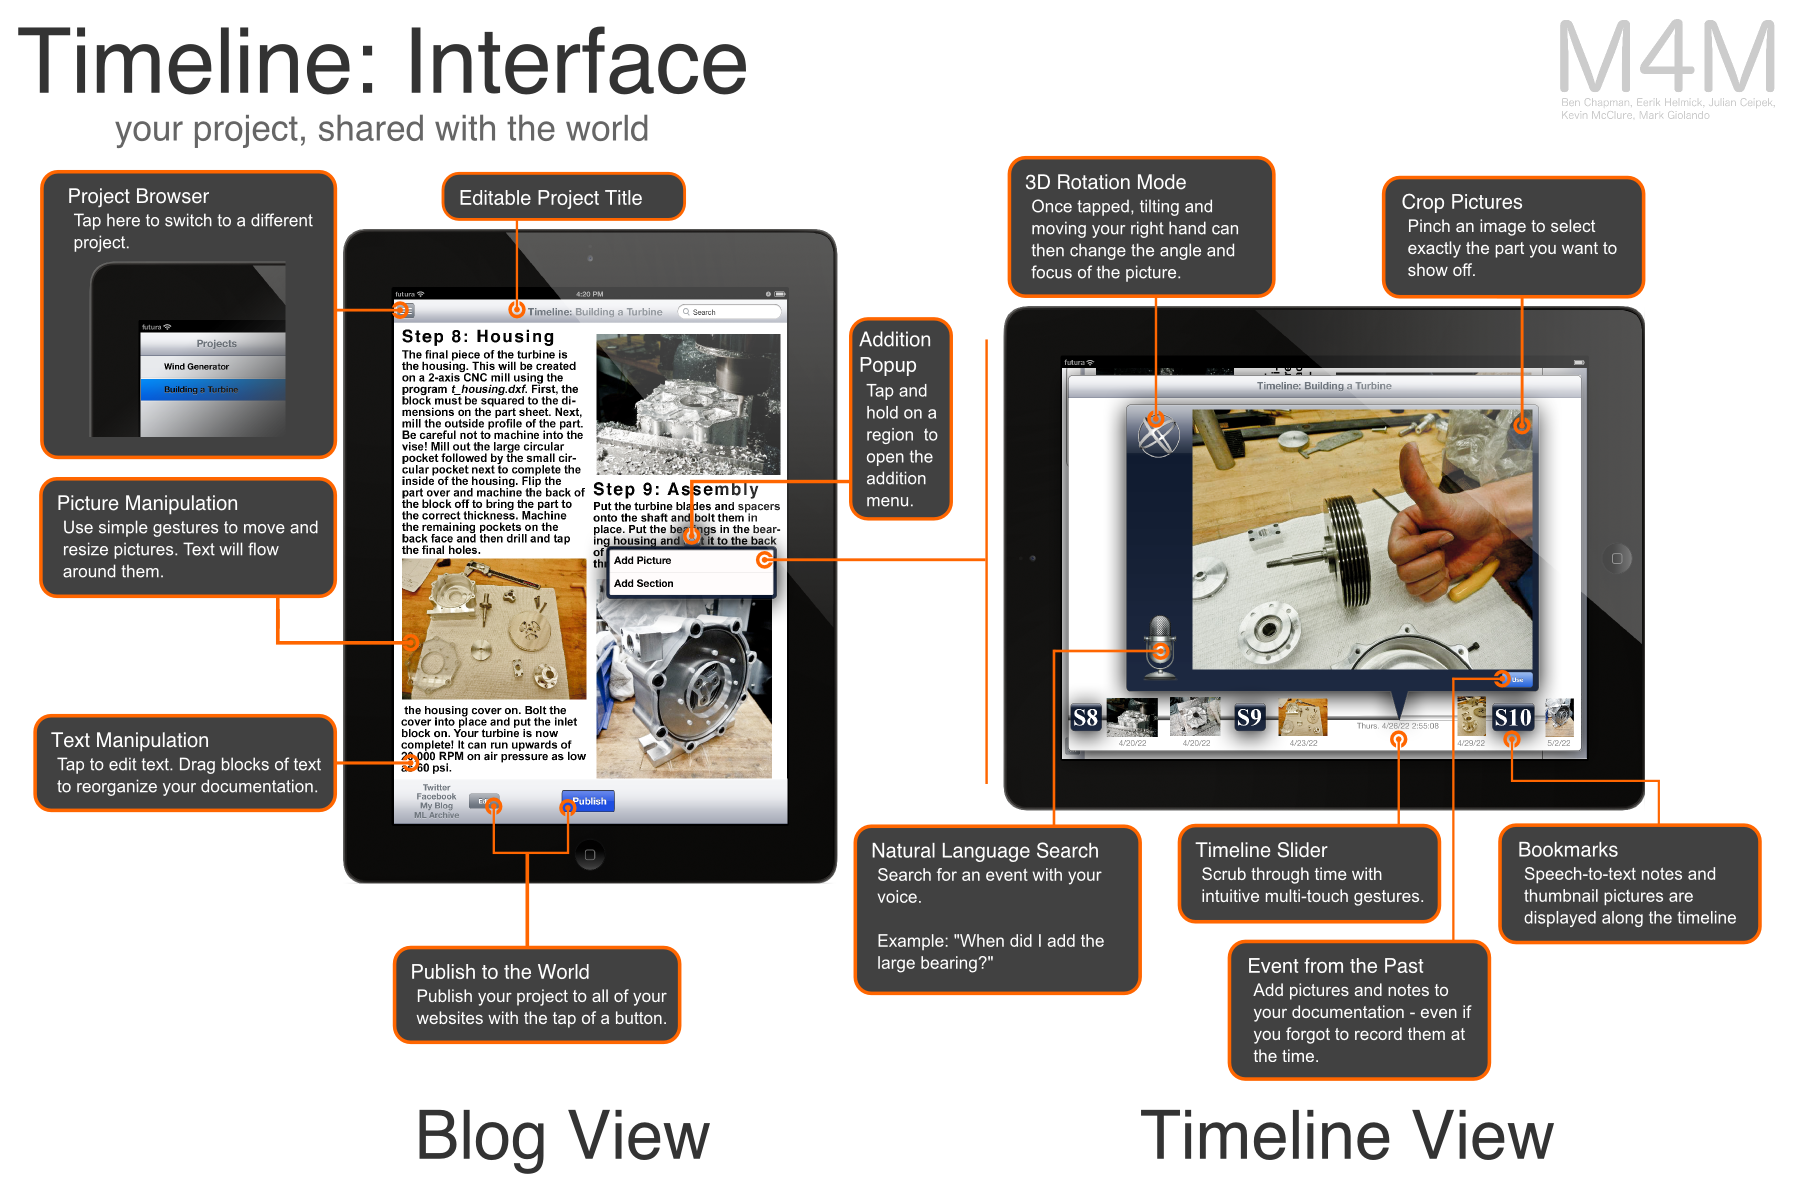 Timeline: Interface
your project, shared with the world
M4M
Ben Chapman, Eerik Helmick, Julian Ceipek,
Kevin McClure, Mark Giolando
Project Browser
Tap here to switch to a different
project.
futura
Projects
Wind Generator
Building a Turbine
Picture Manipulation
Use simple gestures to move and
resize pictures. Text will flow
around them.
Text Manipulation
Tap to edit text. Drag blocks of text
to reorganize your documentation.
Editable Project Title
futura
4:20 PM
Timeline: Building a Turbine
Search
Step 8: Housing
The final piece of the turbine is
the housing. This will be created
on a 2-axis CNC mill using the
program t_housing.dxf. First, the
block must be squared to the di-
mensions on the part sheet. Next,
mill the outside profile of the part.
Be careful not to machine into the
vise! Mill out the large circular
pocket followed by the small cir-
cular pocket next to complete the
inside of the housing. Flip the
part over and machine the back of
the block off to bring the part to
the correct thickness. Machine
the remaining pockets on the
back face and then drill and tap
the final holes.
Step 9: Assembly
Put the turbine blades and spacers
onto the shaft and bolt them in
place. Put the bearings in the bear-
ing housing and it to the back
of
Add Picture
Add Section
the housing cover on. Bolt the
cover into place and put the inlet
block on. Your turbine is now
complete! It can run upwards of
000 RPM on air pressure as low
60 psi.
Twitter
Facebook
My Blog
ML Archive
Publish
Publish to the World
Publish your project to all of your
websites with the tap of a button.
Blog View
Addition
Popup
Tap and
hold on a
region to
open the
addition
menu.
3D Rotation Mode
Once tapped, tilting and
moving your right hand can
then change the angle and
focus of the picture.
Crop Pictures
Pinch an image to select
exactly the part you want to
show off.
futura
Timeline: Building a Turbine
Use
S8
S9
S10
Thurs. 4/26/22 2:55:08
4/20/22
4/20/22
4/23/22
4/29/22
5/2/22
Natural Language Search
Search for an event with your
voice.
Example: "When did I add the
large bearing?"
Timeline Slider
Scrub through time with
intuitive multi-touch gestures.
Bookmarks
Speech-to-text notes and
thumbnail pictures are
displayed along the timeline
Event from the Past
Add pictures and notes to
your documentation - even if
you forgot to record them at
the time.
Timeline View